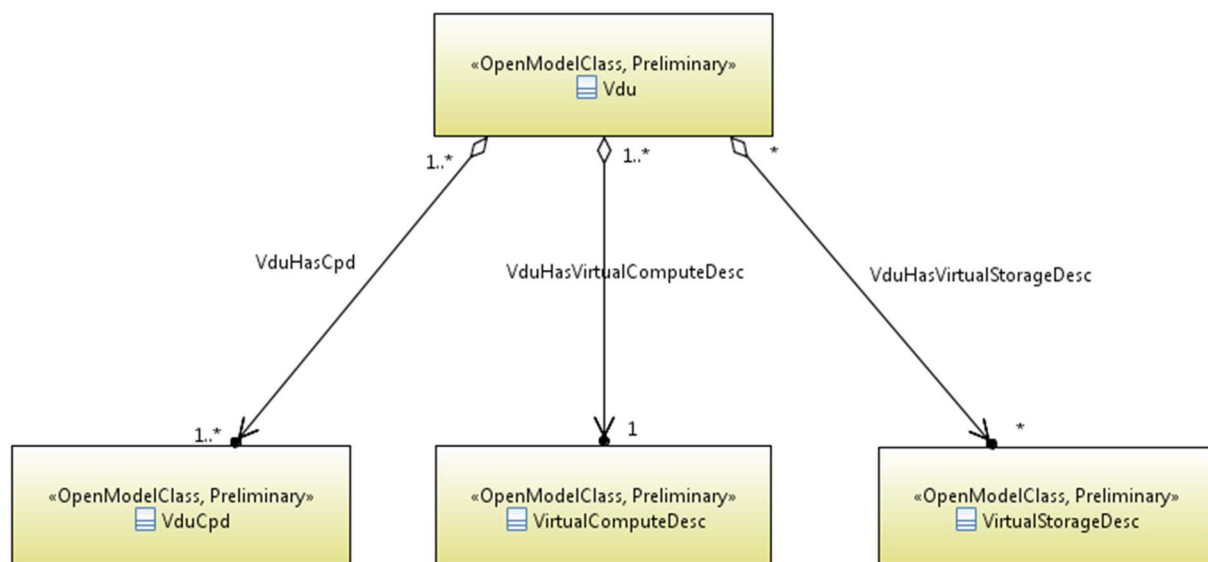 «OpenModelClass, Preliminary»
Vdu
1..*
1..*
*
VduHasCpd
VduHasVirtualComputeDesc
VduHasVirtualStorageDesc
1..*
1
*
«OpenModelClass, Preliminary»
VduCpd
«OpenModelClass, Preliminary»
VirtualComputeDesc
«OpenModelClass, Preliminary»
VirtualStorageDesc